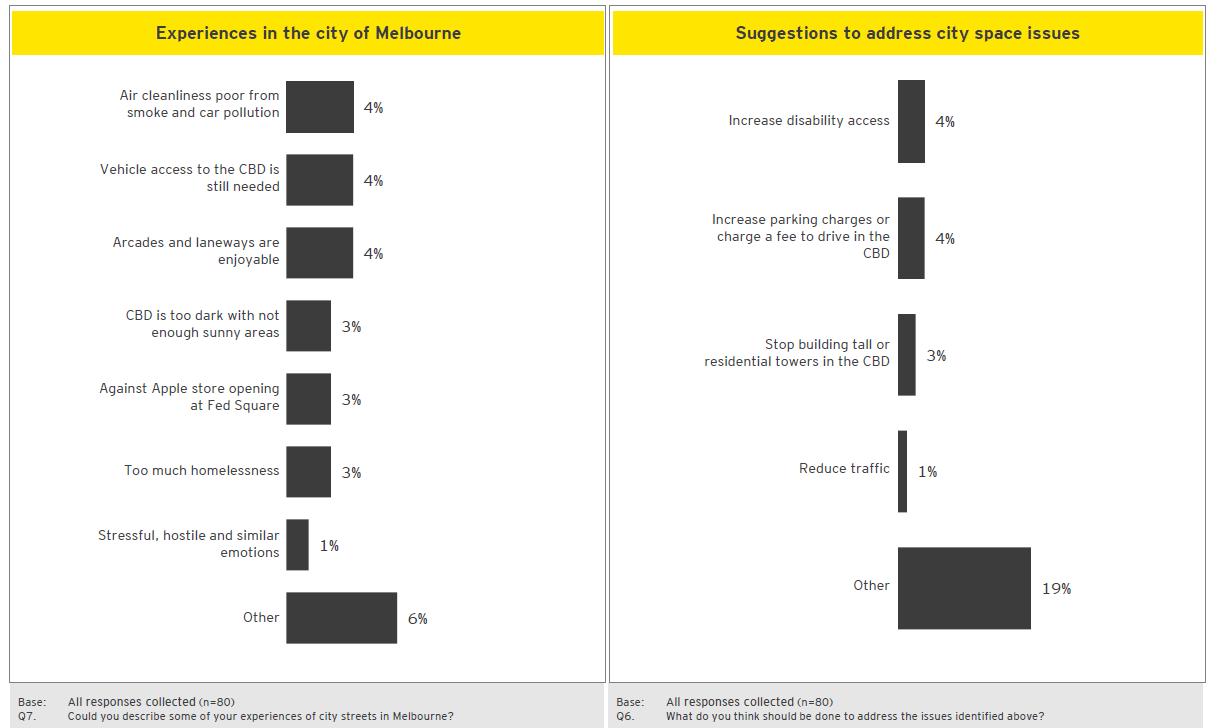 Experiences in the city of Melbourne
Air cleanliness poor from
smoke and car pollution
4%
Vehicle access to the CBD is
still needed
4%
Arcades and laneways are
enjoyable
4%
CBD is too dark with not
enough sunny areas
3%
Against Apple store opening
at Fed Square
3%
Too much homelessness
3%
Stressful, hostile and similar
emotions
1%
Other
6%
Base: All responses collected (n=80)
Q7. Could you describe some of your experiences of city streets in Melbourne?
Suggestions to address city space issues
Increase disability access
4%
Increase parking charges or
charge a fee to drive in the
CBD
4%
Stop building tall or
residential towers in the CBD
3%
Reduce traffic
1%
Other
19%
Base: All responses collected (n=80)
Q6. What do you think should be done to address the issues identified above?